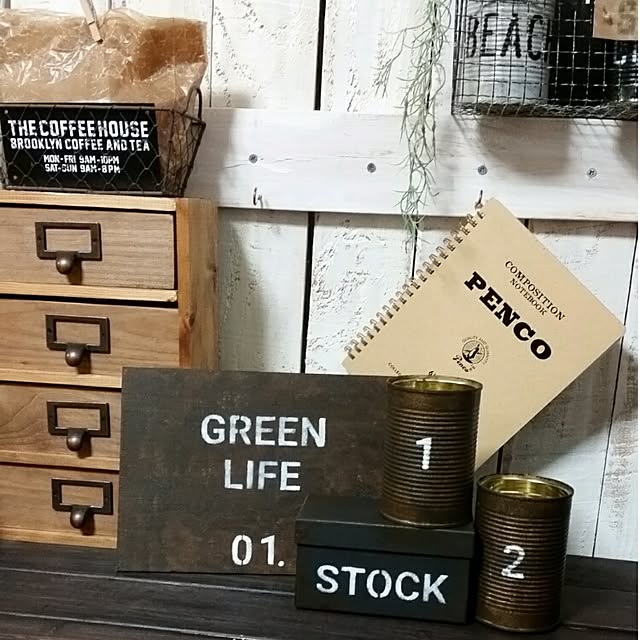 THE COFFEE HOUSE
BROOKLYN COFFEE AND TEA
MON-FRI 9AM-10PM
SAT-SUN 9AM-8PM
BEAC
COMPOSITION
NOTEBOOK
PENCO
GREEN
LIFE
01.
1
STOCK
2